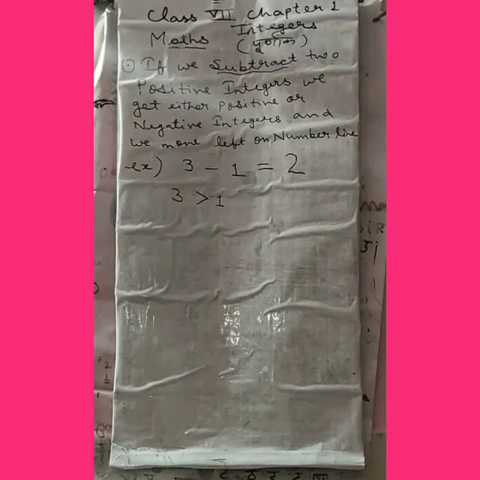 Class VII Chapter 1
Maths Integers
① If we Subtract two
Positive Integers we
get either positive or
Negative Integers and
we move left on Number line
ex) 3 - 1 = 2
3 > 1